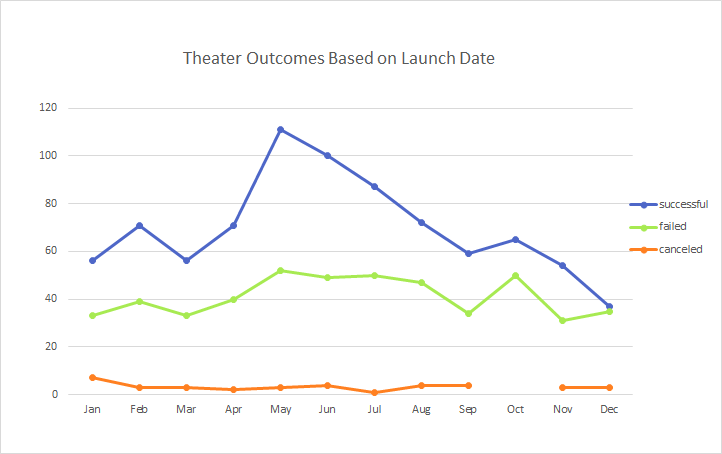 Theater Outcomes Based on Launch Date
120
100
80
60
40
20
0
Jan Feb Mar Apr May Jun Jul Aug Sep Oct Nov Dec
successful
failed
canceled